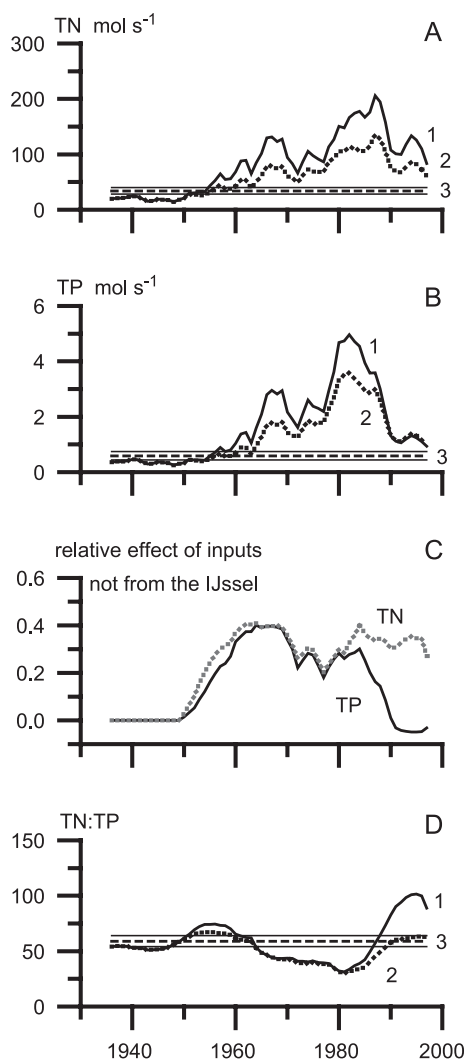 TN mol s⁻¹
A
300
200
100
0
1
2
3
TP mol s⁻¹
B
6
4
2
0
1
2
3
relative effect of inputs
not from the IJssel
C
0.6
0.4
0.2
0.0
TN
TP
TN:TP
D
150
100
50
0
1
3
2
1940 1960 1980 2000